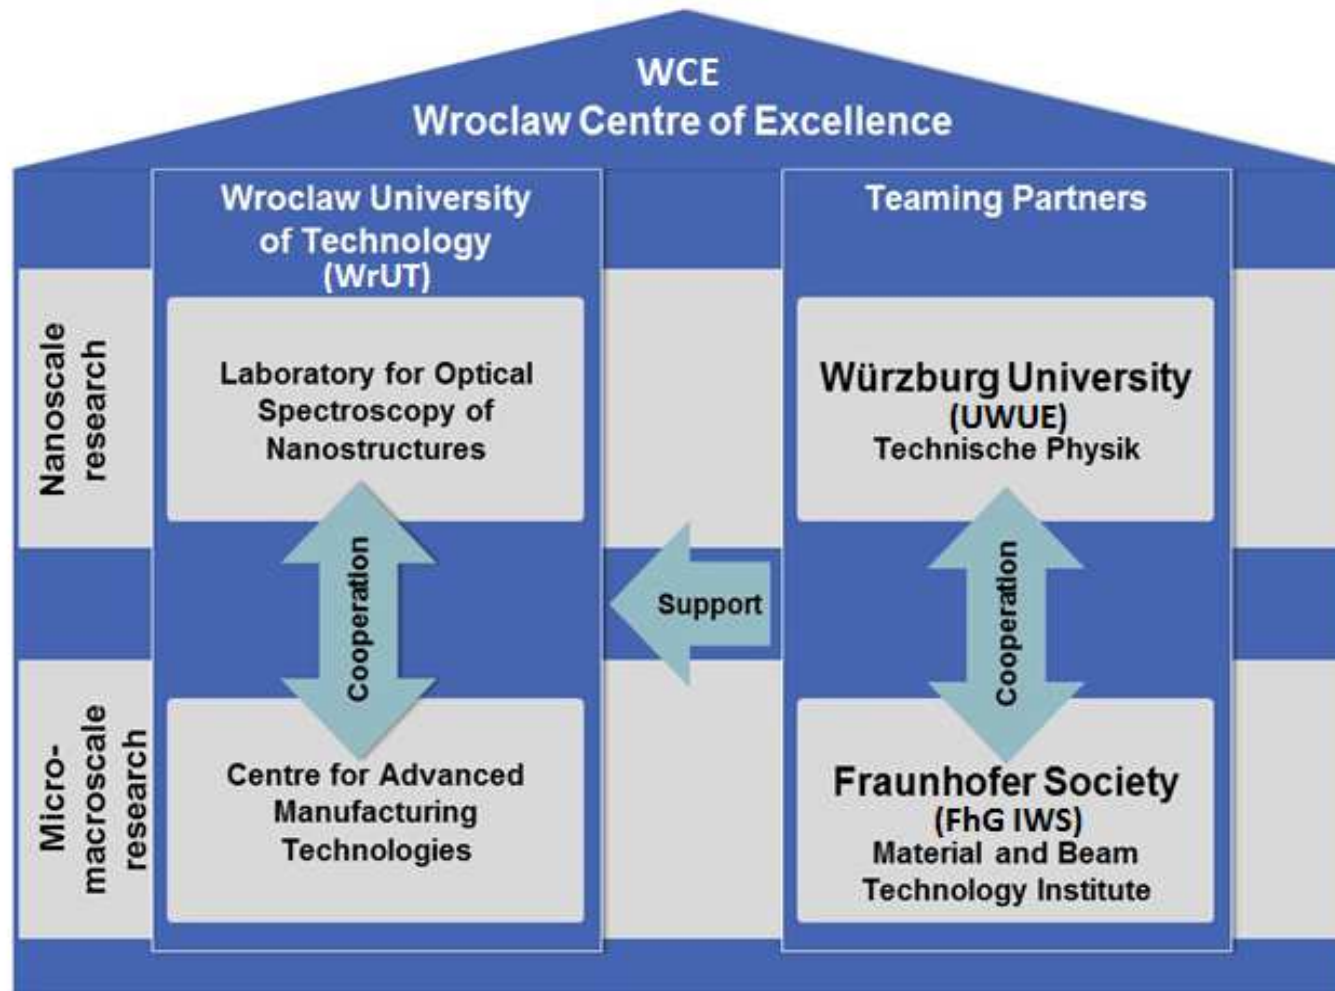 WCE
Wroclaw Centre of Excellence
Wroclaw University
of Technology
(WrUT)
Teaming Partners
Nanoscale
research
Laboratory for Optical
Spectroscopy of
Nanostructures
Würzburg University
(UWUE)
Technische Physik
Cooperation
Support
Cooperation
Micro-
macroscale
research
Centre for Advanced
Manufacturing
Technologies
Fraunhofer Society
(FhG IWS)
Material and Beam
Technology Institute